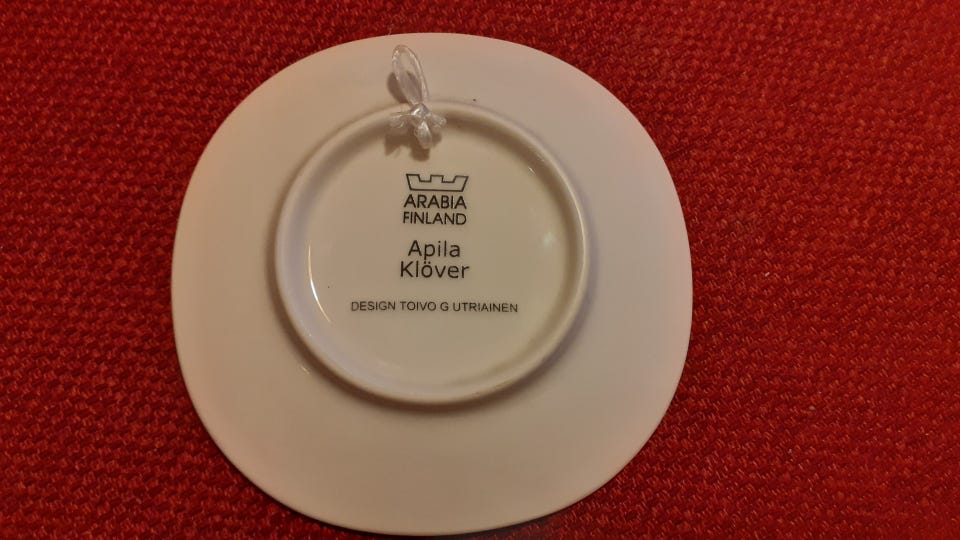 ARABIA
FINLAND
Apila
Klöver
DESIGN TOIVO G UTRIAINEN